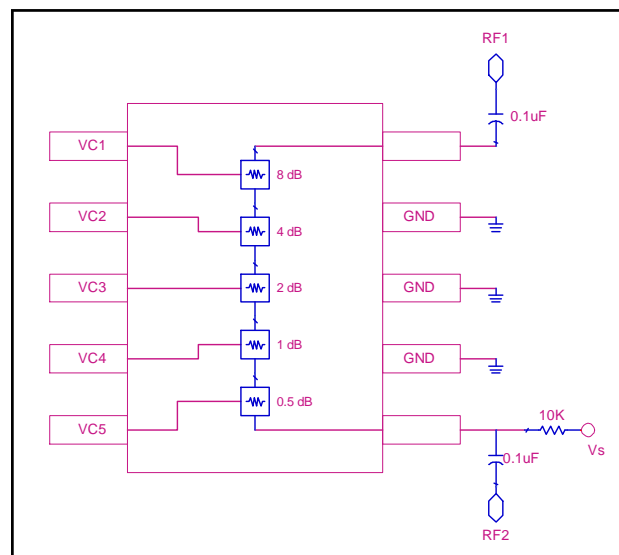 RF1
0.1uF
VC1
8 dB
VC2
4 dB
GND
VC3
2 dB
GND
VC4
1 dB
GND
VC5
0.5 dB
10K
Vs
0.1uF
RF2